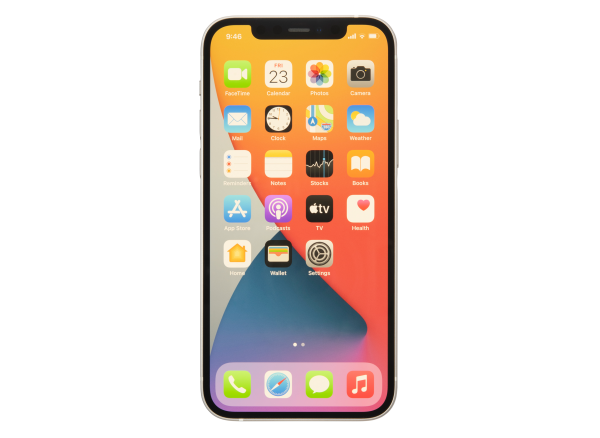 9:46
FRI
23
FaceTime Calendar Photos Camera
Mail Clock Maps Weather
Reminders Notes Stocks Books
tv
App Store Podcasts TV Health
Home Wallet Settings